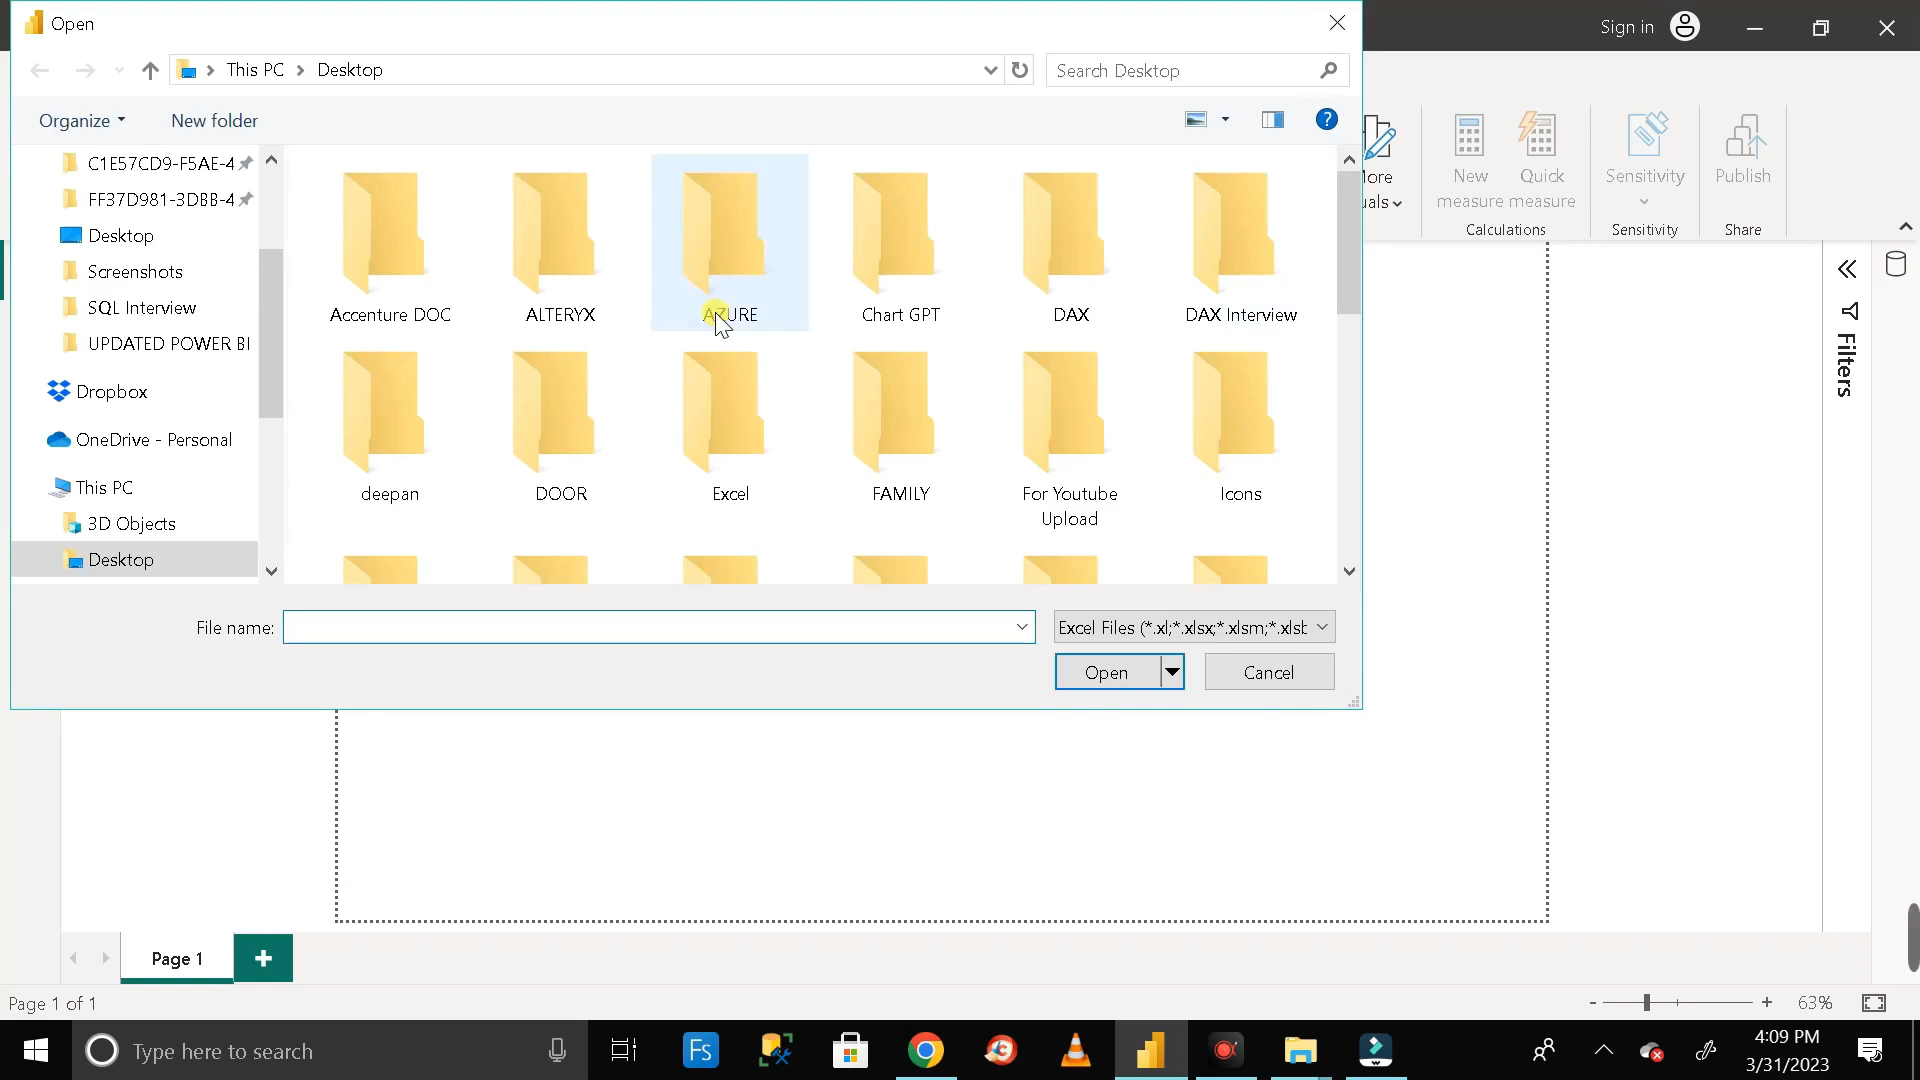 Open
Sign in
This PC
Desktop
Search Desktop
Organize
New folder
?
C1E57CD9-F5AE-4
FF37D981-3DBB-4
Desktop
Screenshots
SQL Interview
UPDATED POWER BI
Dropbox
OneDrive - Personal
This PC
3D Objects
Desktop
Accenture DOC
ALTERYX
AZURE
Chart GPT
DAX
DAX Interview
deepan
DOOR
Excel
FAMILY
For Youtube
Upload
Icons
File name:
Excel Files (*.xl;*.xlsx;*.xlsm;*.xlsb
Open
Cancel
ore
uals
New
measure
Quick
measure
Calculations
Sensitivity
Sensitivity
Publish
Share
Filters
Page 1
+
Page 1 of 1
- + 63%
Type here to search
Fs
4:09 PM
3/31/2023